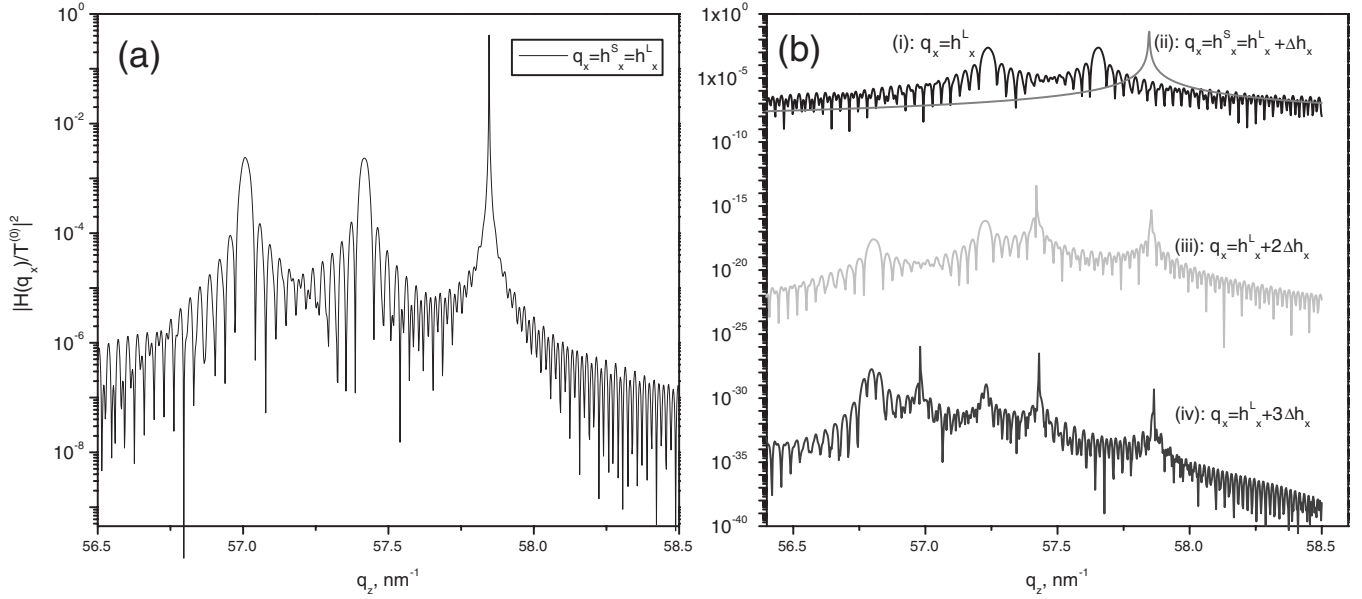 (a)
q_x=h^S_x=h^L_x
10^0
10^-2
10^-4
10^-6
10^-8
|H(q_x)/T^(0)|^2
56.5 57.0 57.5 58.0 58.5
q_z, nm^-1
(b)
(i): q_x=h^L_x
(ii): q_x=h^S_x=h^L_x+Δh_x
(iii): q_x=h^L_x+2Δh_x
(iv): q_x=h^L_x+3Δh_x
1x10^0
1x10^-5
10^-10
10^-15
10^-20
10^-25
10^-30
10^-35
10^-40
56.5 57.0 57.5 58.0 58.5
q_z, nm^-1